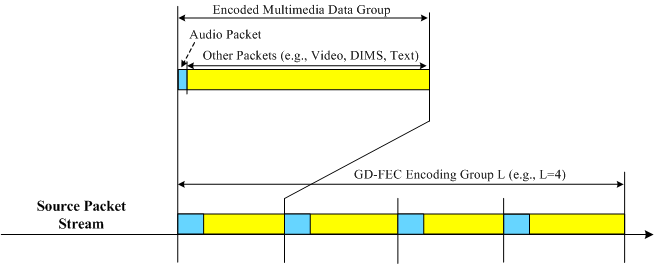 Encoded Multimedia Data Group
Audio Packet
Other Packets (e.g., Video, DIMS, Text)
GD-FEC Encoding Group L (e.g., L=4)
Source Packet
Stream